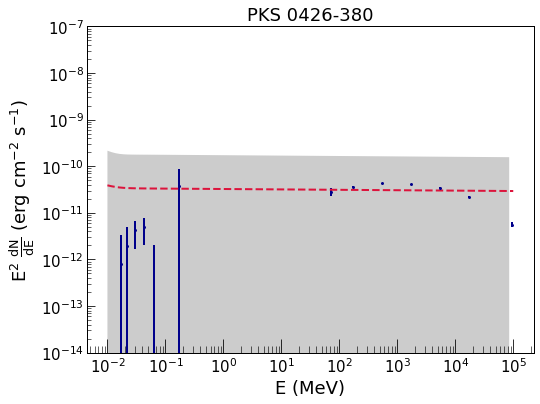 PKS 0426-380
10⁻⁷
10⁻⁸
10⁻⁹
10⁻¹⁰
10⁻¹¹
10⁻¹²
10⁻¹³
10⁻¹⁴
E² dN/dE (erg cm⁻² s⁻¹)
10⁻² 10⁻¹ 10⁰ 10¹ 10² 10³ 10⁴ 10⁵
E (MeV)